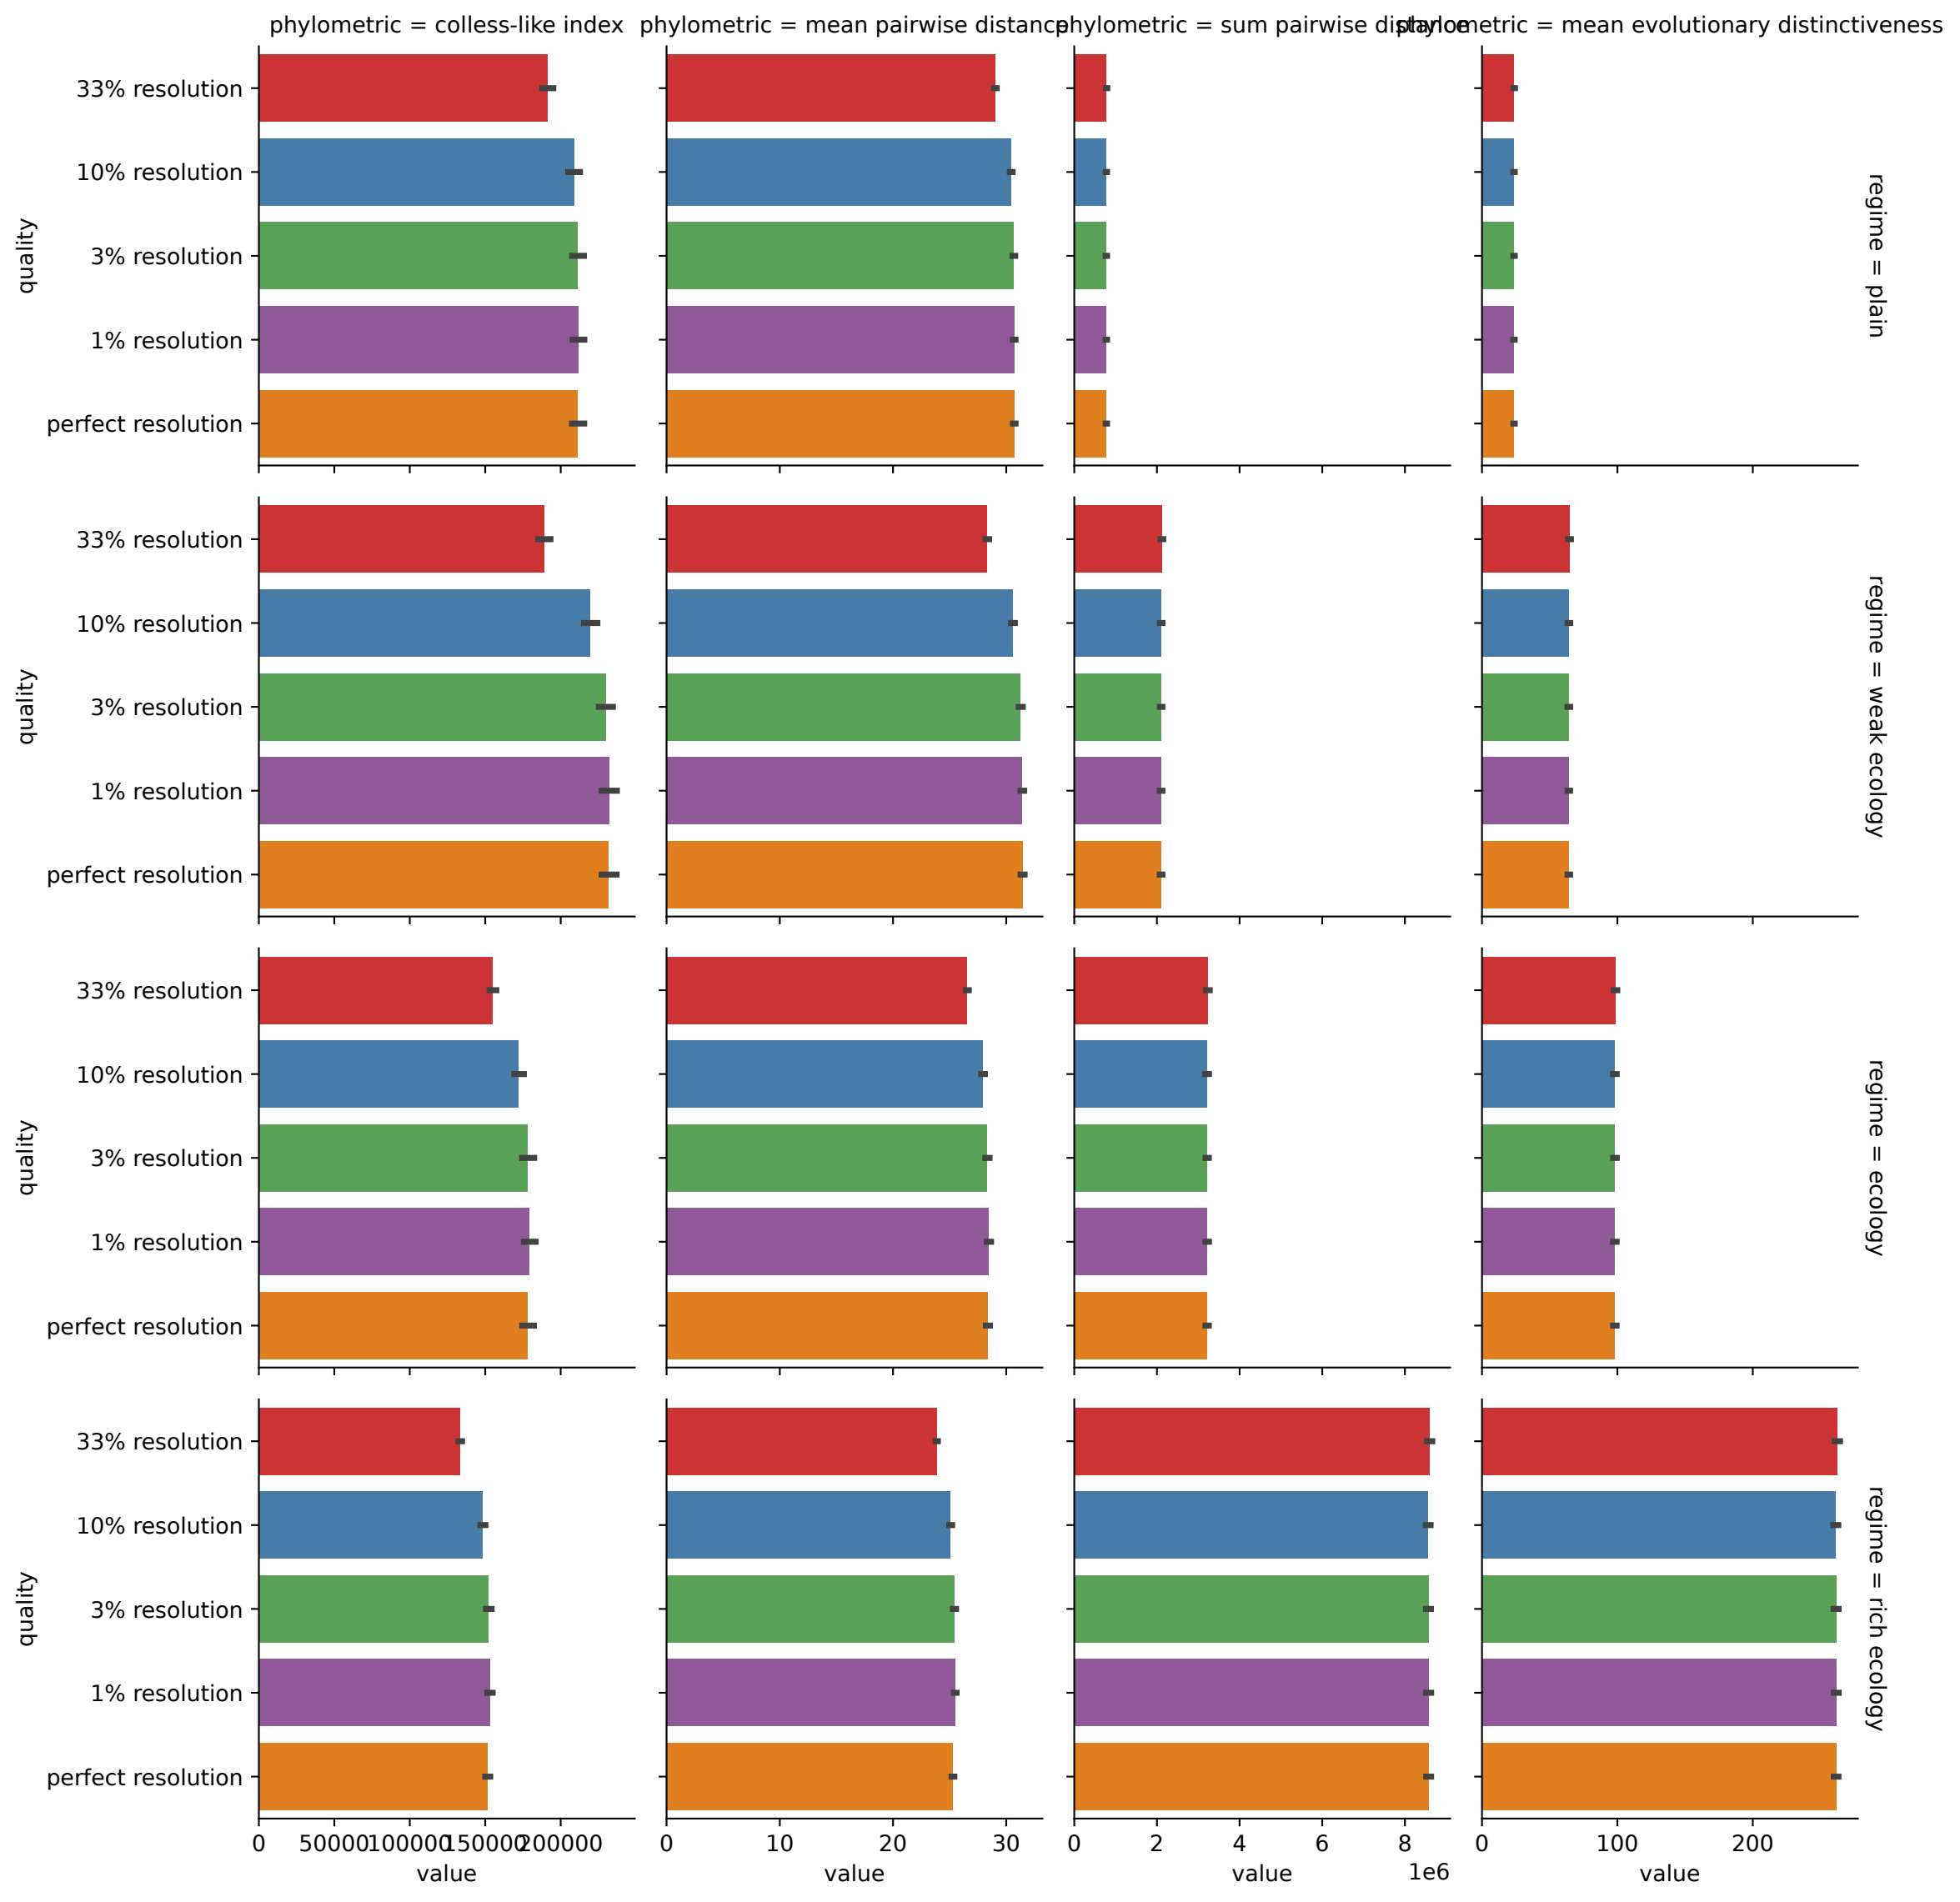 phylometric = colless-like index
phylometric = mean pairwise distance
phylometric = sum pairwise distance
phylometric = mean evolutionary distinctiveness
quality
33% resolution
10% resolution
3% resolution
1% resolution
perfect resolution
regime = plain
quality
33% resolution
10% resolution
3% resolution
1% resolution
perfect resolution
regime = weak ecology
quality
33% resolution
10% resolution
3% resolution
1% resolution
perfect resolution
regime = ecology
quality
33% resolution
10% resolution
3% resolution
1% resolution
perfect resolution
regime = rich ecology
0 50000 100000 150000 200000
value
0 10 20 30
value
0 2 4 6 8
1e6
value
0 100 200
value